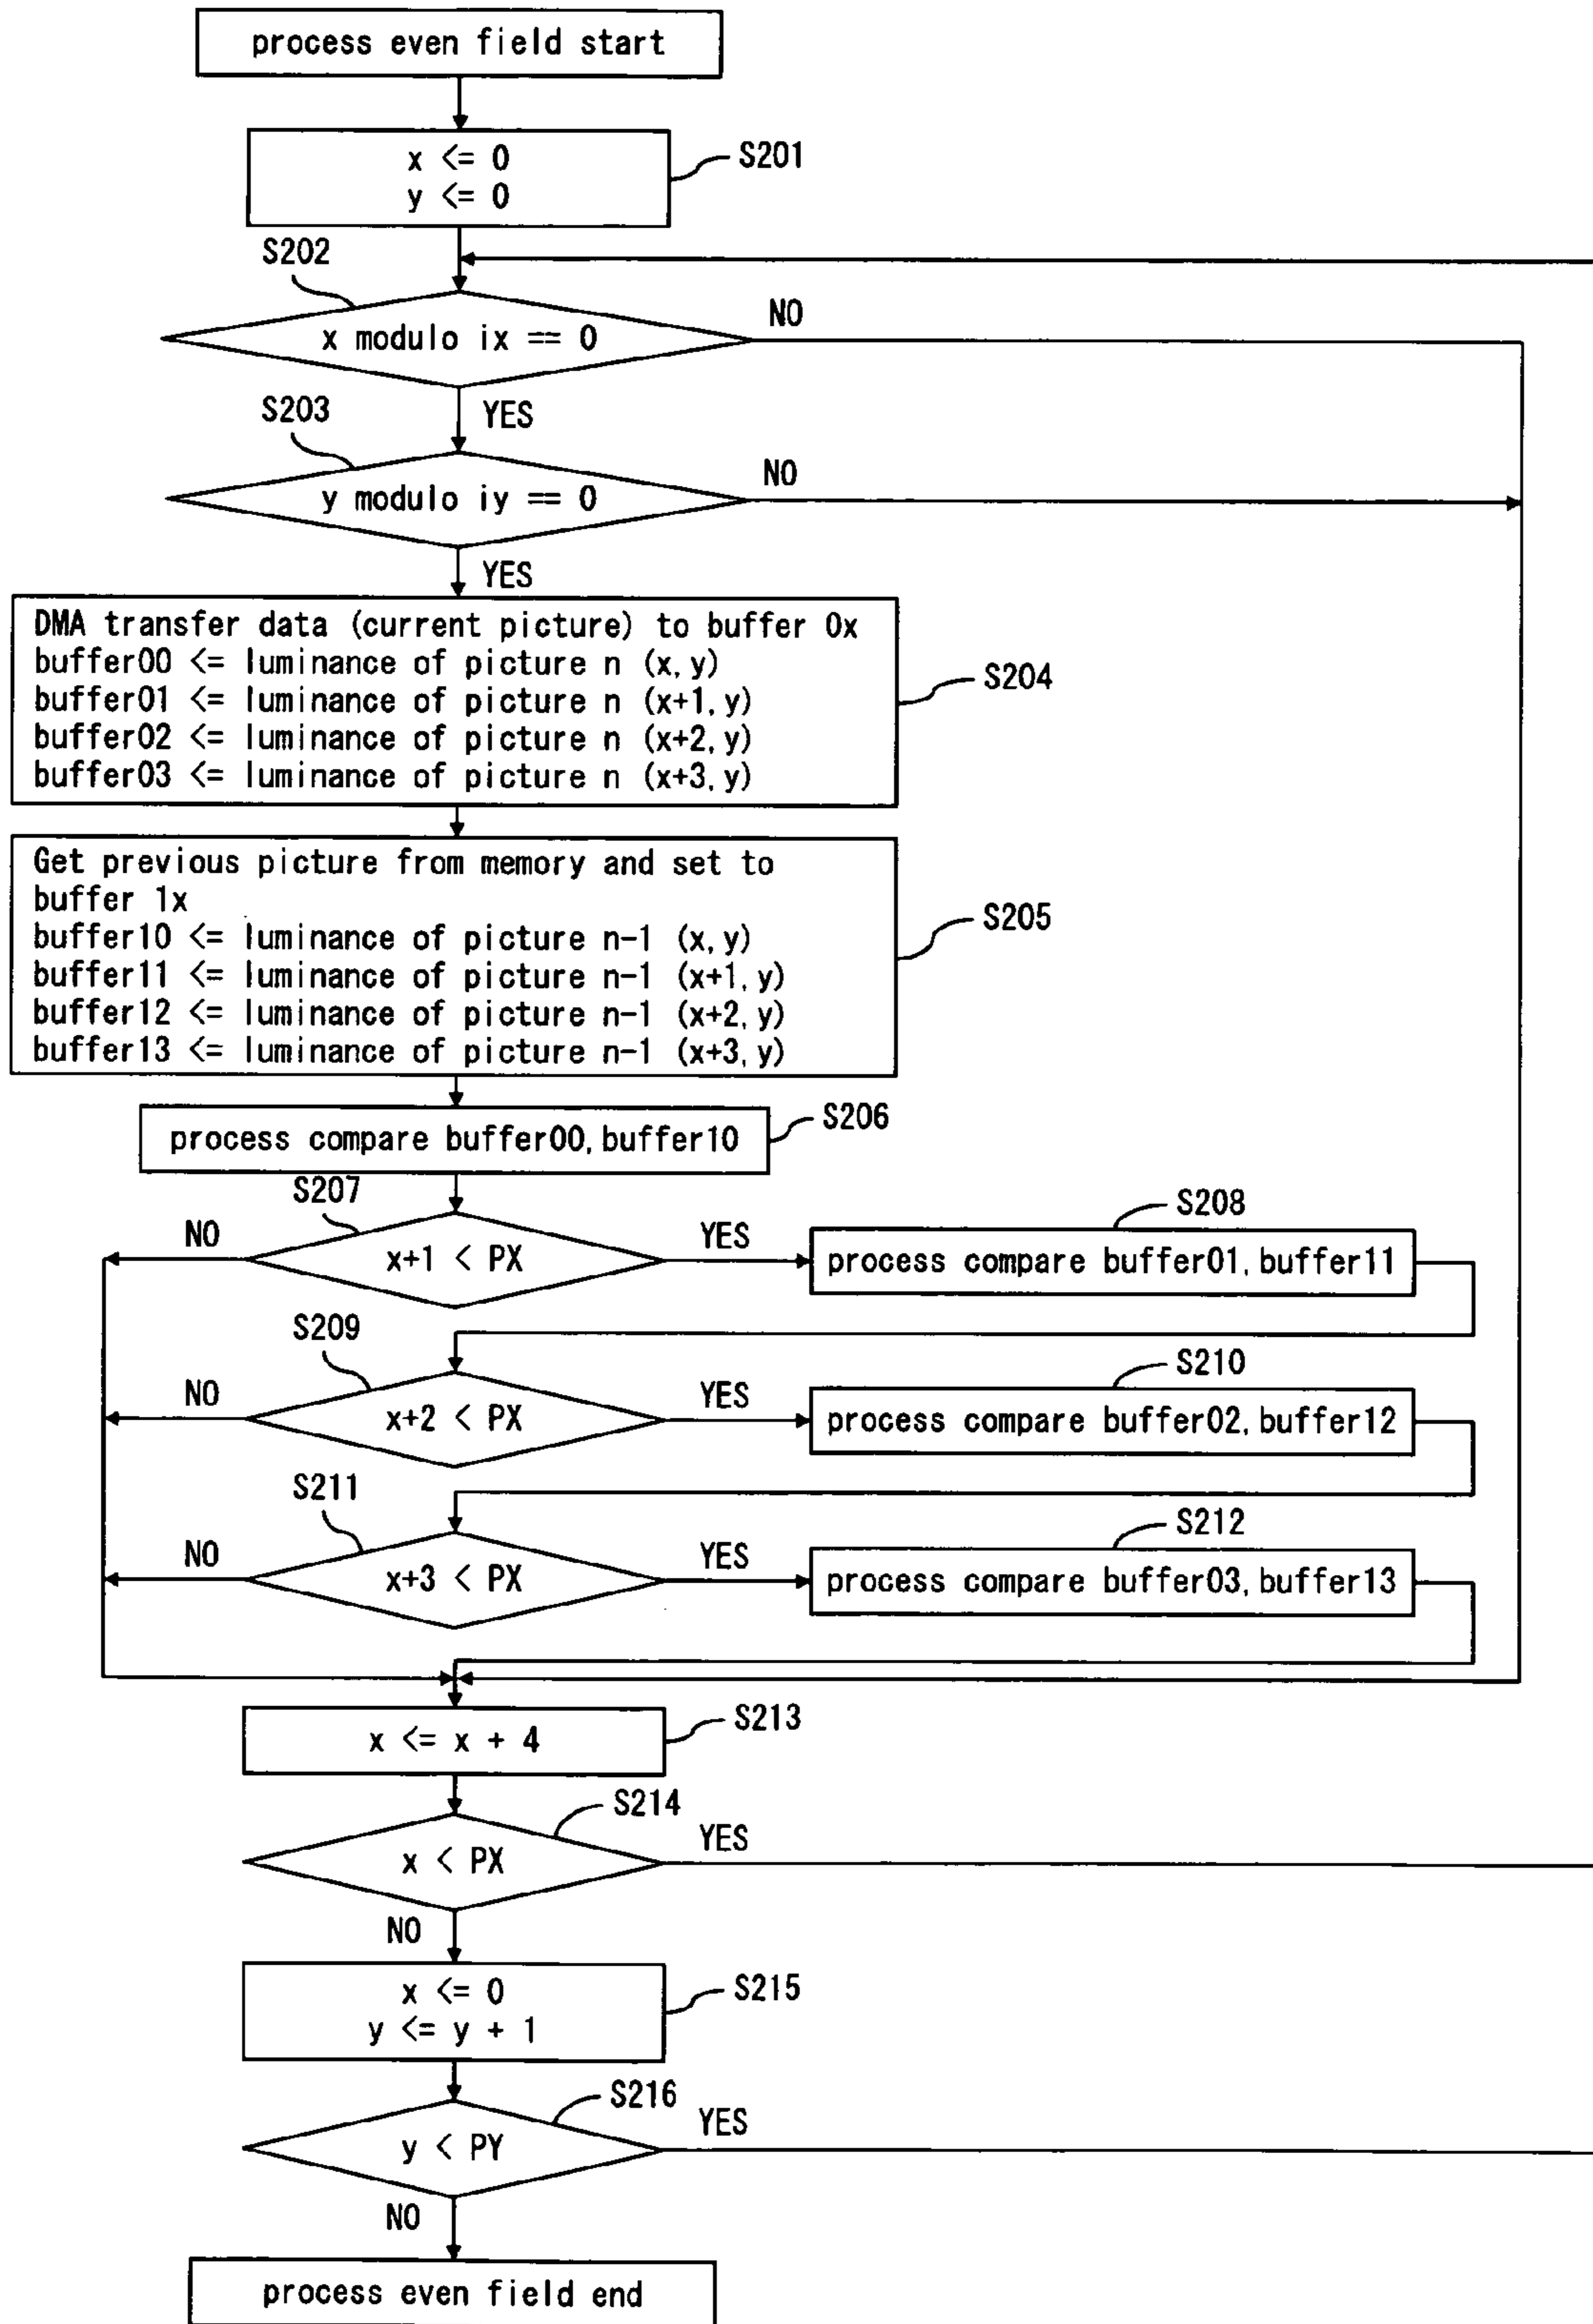 process even field start
x <= 0
y <= 0
S201
S202
x modulo ix == 0
NO
YES
S203
y modulo iy == 0
NO
YES
DMA transfer data (current picture) to buffer 0x
buffer00 <= luminance of picture n (x, y)
buffer01 <= luminance of picture n (x+1, y)
buffer02 <= luminance of picture n (x+2, y)
buffer03 <= luminance of picture n (x+3, y)
S204
Get previous picture from memory and set to
buffer 1x
buffer10 <= luminance of picture n-1 (x, y)
buffer11 <= luminance of picture n-1 (x+1, y)
buffer12 <= luminance of picture n-1 (x+2, y)
buffer13 <= luminance of picture n-1 (x+3, y)
S205
process compare buffer00, buffer10
S206
S207
NO
x+1 < PX
YES
S208
process compare buffer01, buffer11
S209
NO
x+2 < PX
YES
S210
process compare buffer02, buffer12
S211
NO
x+3 < PX
YES
S212
process compare buffer03, buffer13
x <= x + 4
S213
S214
x < PX
YES
NO
x <= 0
y <= y + 1
S215
S216
y < PY
YES
NO
process even field end